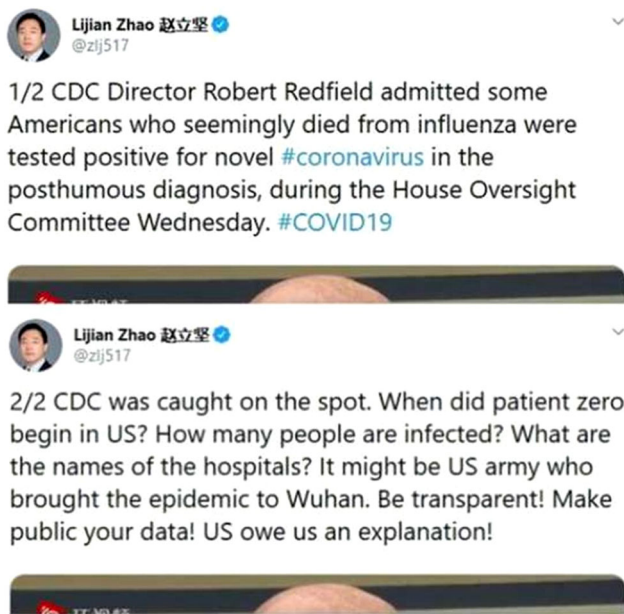 Lijian Zhao 赵立坚
@zlj517
1/2 CDC Director Robert Redfield admitted some
Americans who seemingly died from influenza were
tested positive for novel #coronavirus in the
posthumous diagnosis, during the House Oversight
Committee Wednesday. #COVID19
Lijian Zhao 赵立坚
@zlj517
2/2 CDC was caught on the spot. When did patient zero
begin in US? How many people are infected? What are
the names of the hospitals? It might be US army who
brought the epidemic to Wuhan. Be transparent! Make
public your data! US owe us an explanation!